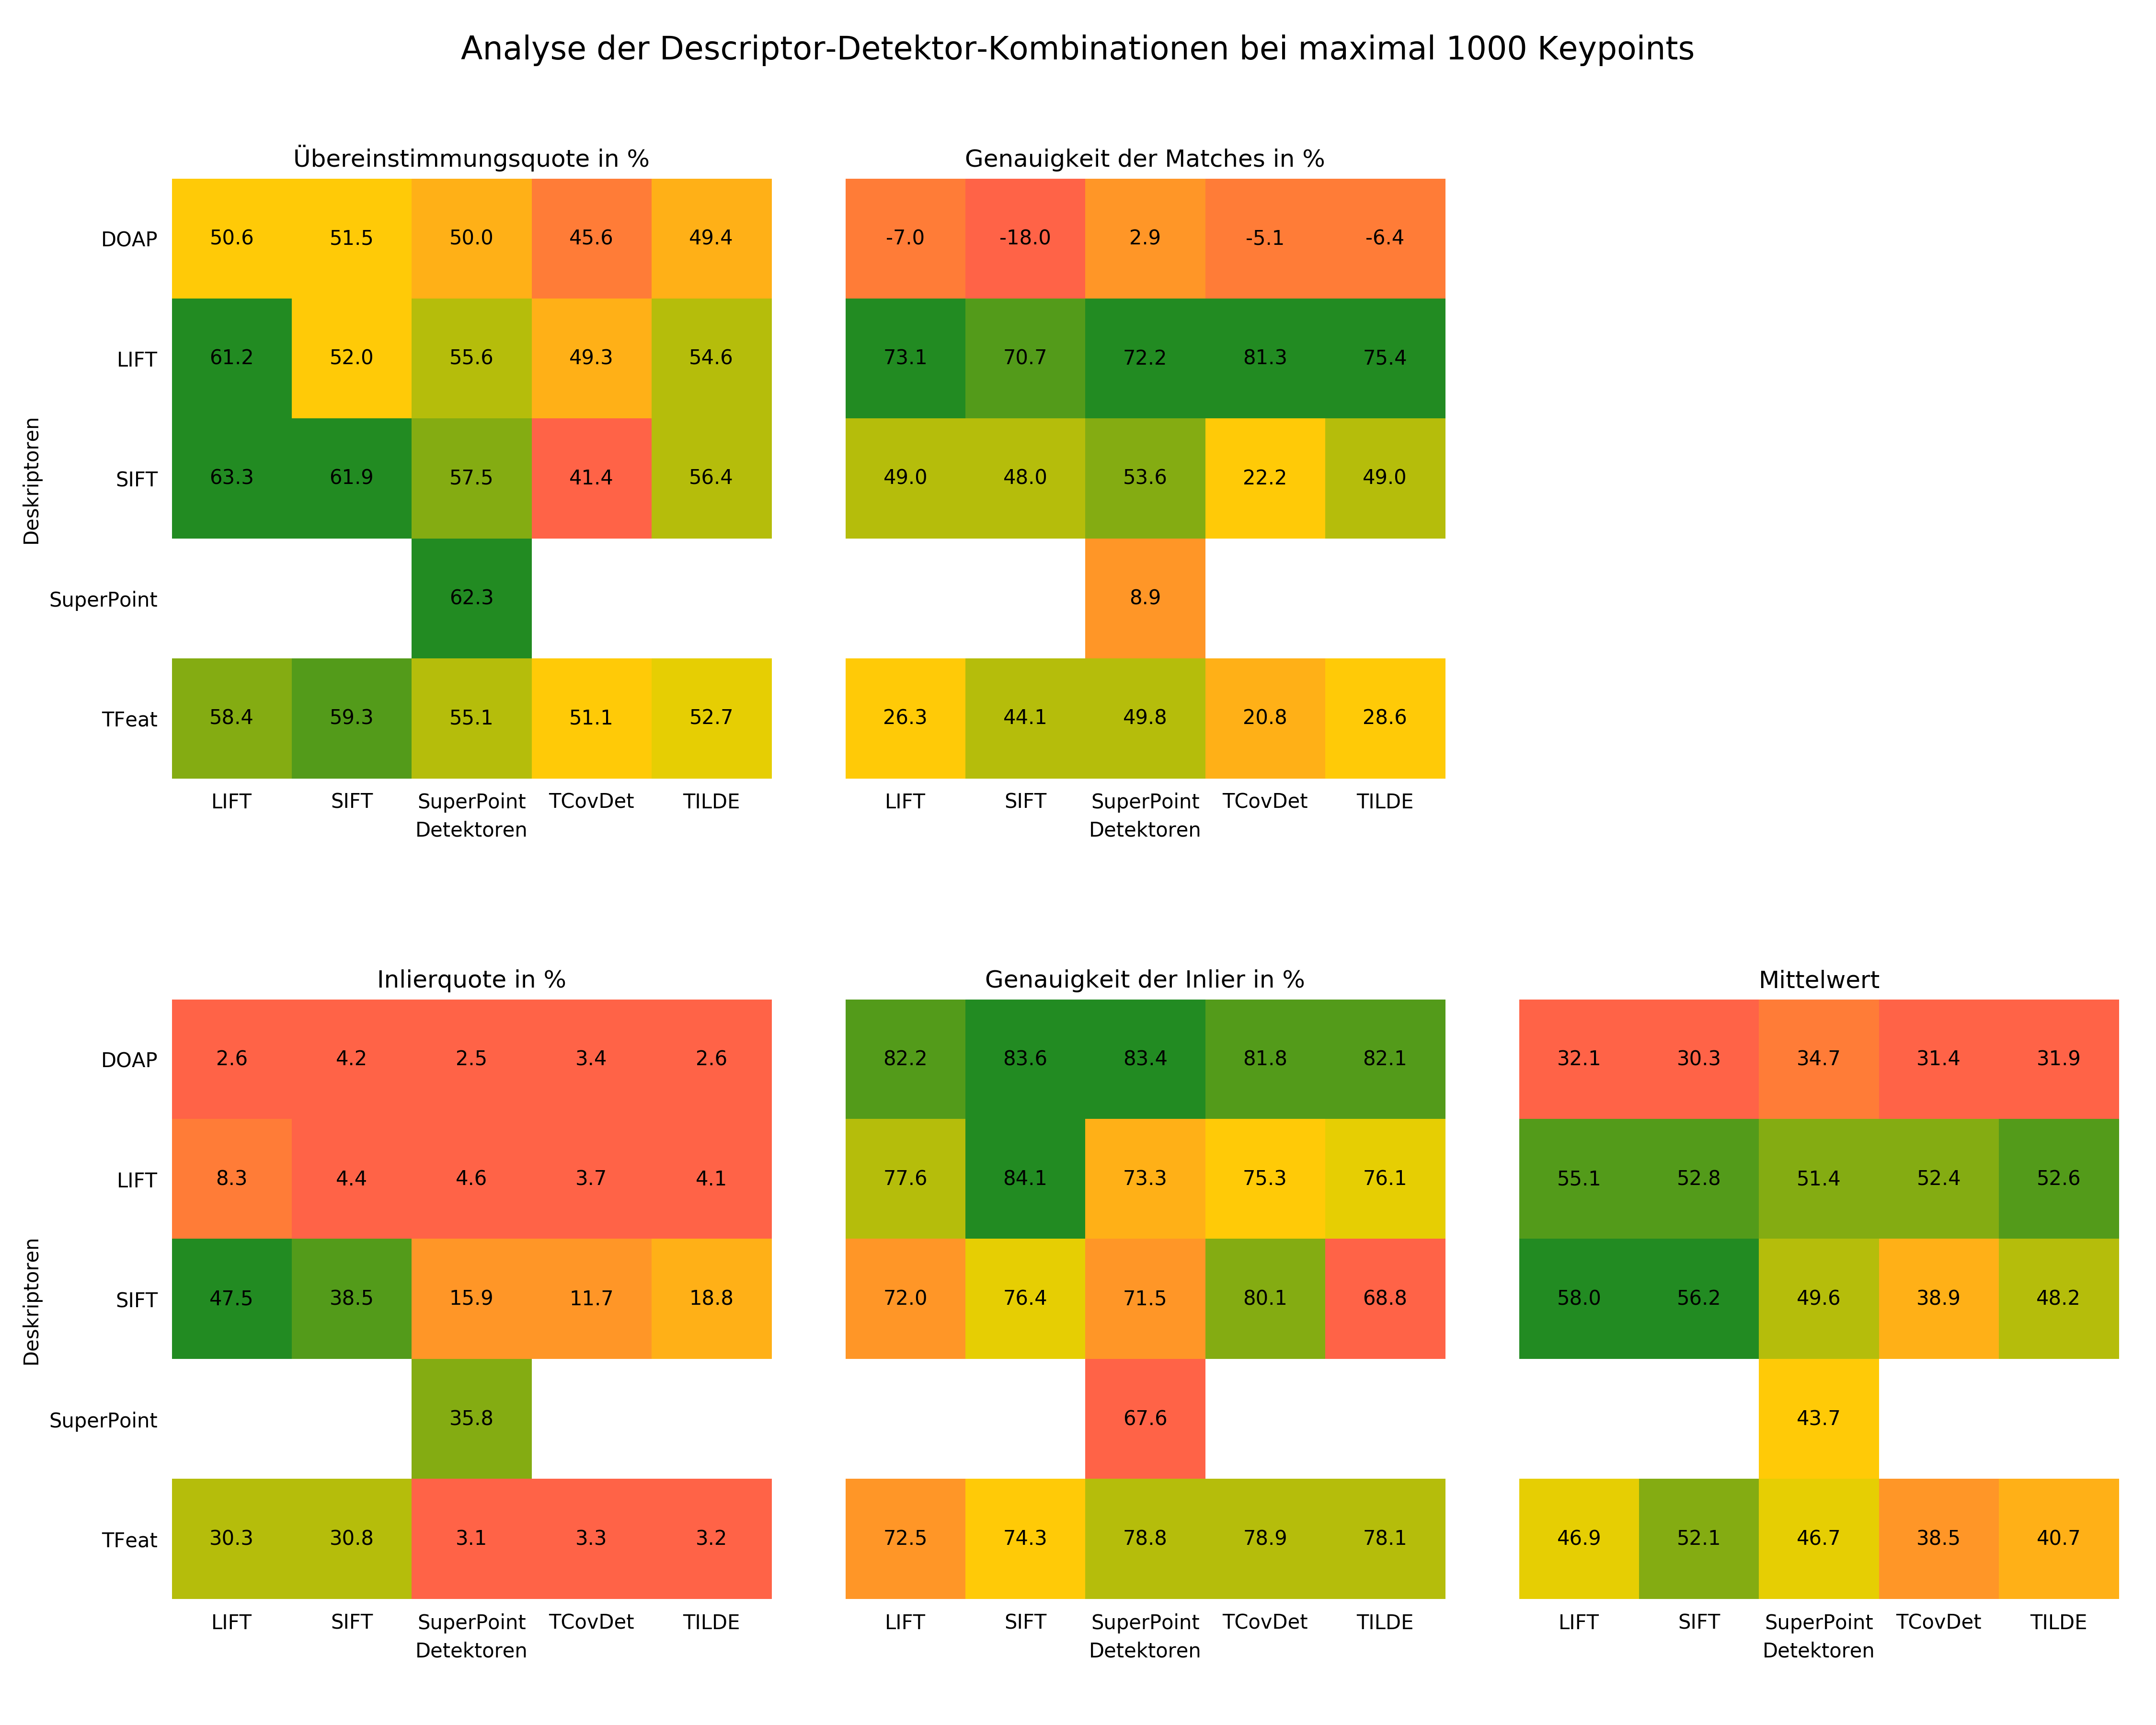 Analyse der Descriptor-Detektor-Kombinationen bei maximal 1000 Keypoints
Übereinstimmungsquote in %
Deskriptoren
DOAP 50.6 51.5 50.0 45.6 49.4
LIFT 61.2 52.0 55.6 49.3 54.6
SIFT 63.3 61.9 57.5 41.4 56.4
SuperPoint 62.3
TFeat 58.4 59.3 55.1 51.1 52.7
LIFT SIFT SuperPoint TCovDet TILDE
Detektoren
Genauigkeit der Matches in %
-7.0 -18.0 2.9 -5.1 -6.4
73.1 70.7 72.2 81.3 75.4
49.0 48.0 53.6 22.2 49.0
8.9
26.3 44.1 49.8 20.8 28.6
LIFT SIFT SuperPoint TCovDet TILDE
Detektoren
Inlierquote in %
Deskriptoren
DOAP 2.6 4.2 2.5 3.4 2.6
LIFT 8.3 4.4 4.6 3.7 4.1
SIFT 47.5 38.5 15.9 11.7 18.8
SuperPoint 35.8
TFeat 30.3 30.8 3.1 3.3 3.2
LIFT SIFT SuperPoint TCovDet TILDE
Detektoren
Genauigkeit der Inlier in %
82.2 83.6 83.4 81.8 82.1
77.6 84.1 73.3 75.3 76.1
72.0 76.4 71.5 80.1 68.8
67.6
72.5 74.3 78.8 78.9 78.1
LIFT SIFT SuperPoint TCovDet TILDE
Detektoren
Mittelwert
32.1 30.3 34.7 31.4 31.9
55.1 52.8 51.4 52.4 52.6
58.0 56.2 49.6 38.9 48.2
43.7
46.9 52.1 46.7 38.5 40.7
LIFT SIFT SuperPoint TCovDet TILDE
Detektoren